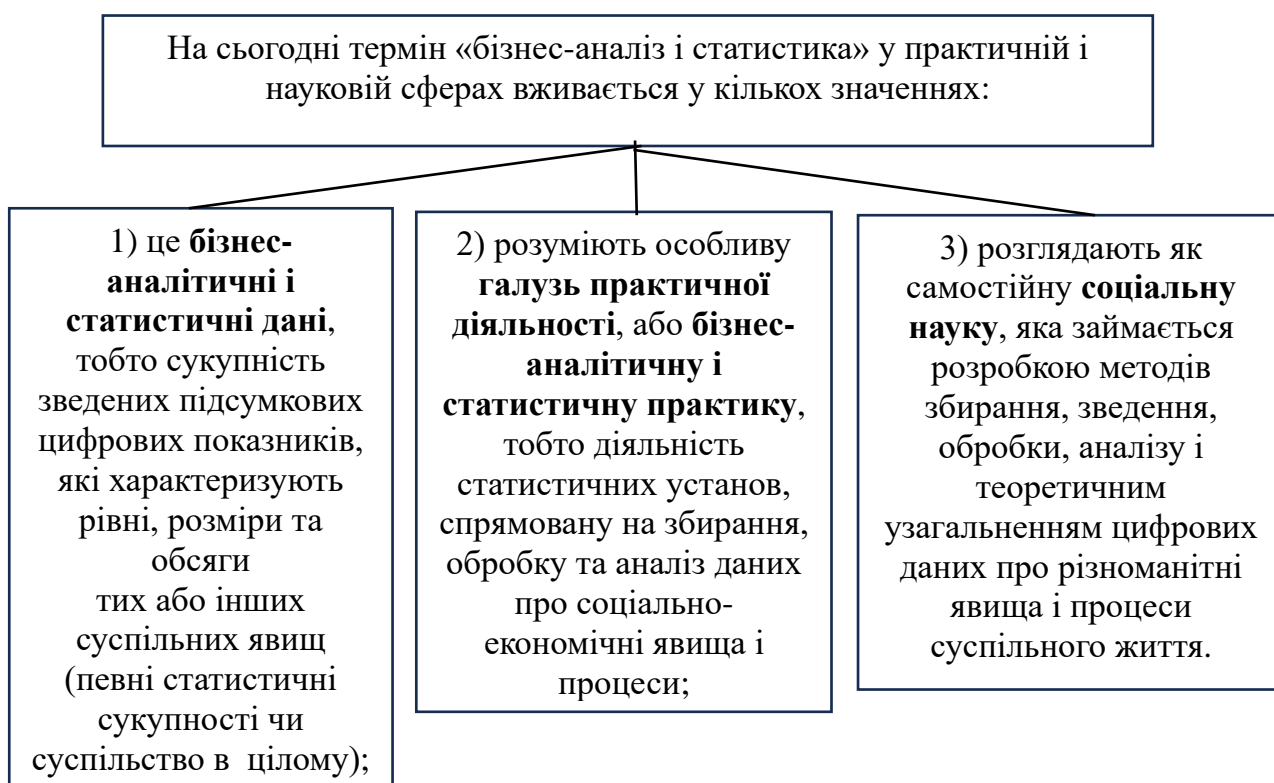 На сьогодні термін «бізнес-аналіз і статистика» у практичній і
науковій сферах вживається у кількох значеннях:
1) це бізнес-
аналітичні і
статистичні дані,
тобто сукупність
зведених підсумкових
цифрових показників,
які характеризують
рівні, розміри та
обсяги
тих або інших
суспільних явищ
(певні статистичні
сукупності чи
суспільство в цілому);
2) розуміють особливу
галузь практичної
діяльності, або бізнес-
аналітичну і
статистичну практику,
тобто діяльність
статистичних установ,
спрямовану на збирання,
обробку та аналіз даних
про соціально-
економічні явища і
процеси;
3) розглядають як
самостійну соціальну
науку, яка займається
розробкою методів
збирання, зведення,
обробки, аналізу і
теоретичним
узагальненням цифрових
даних про різноманітні
явища і процеси
суспільного життя.